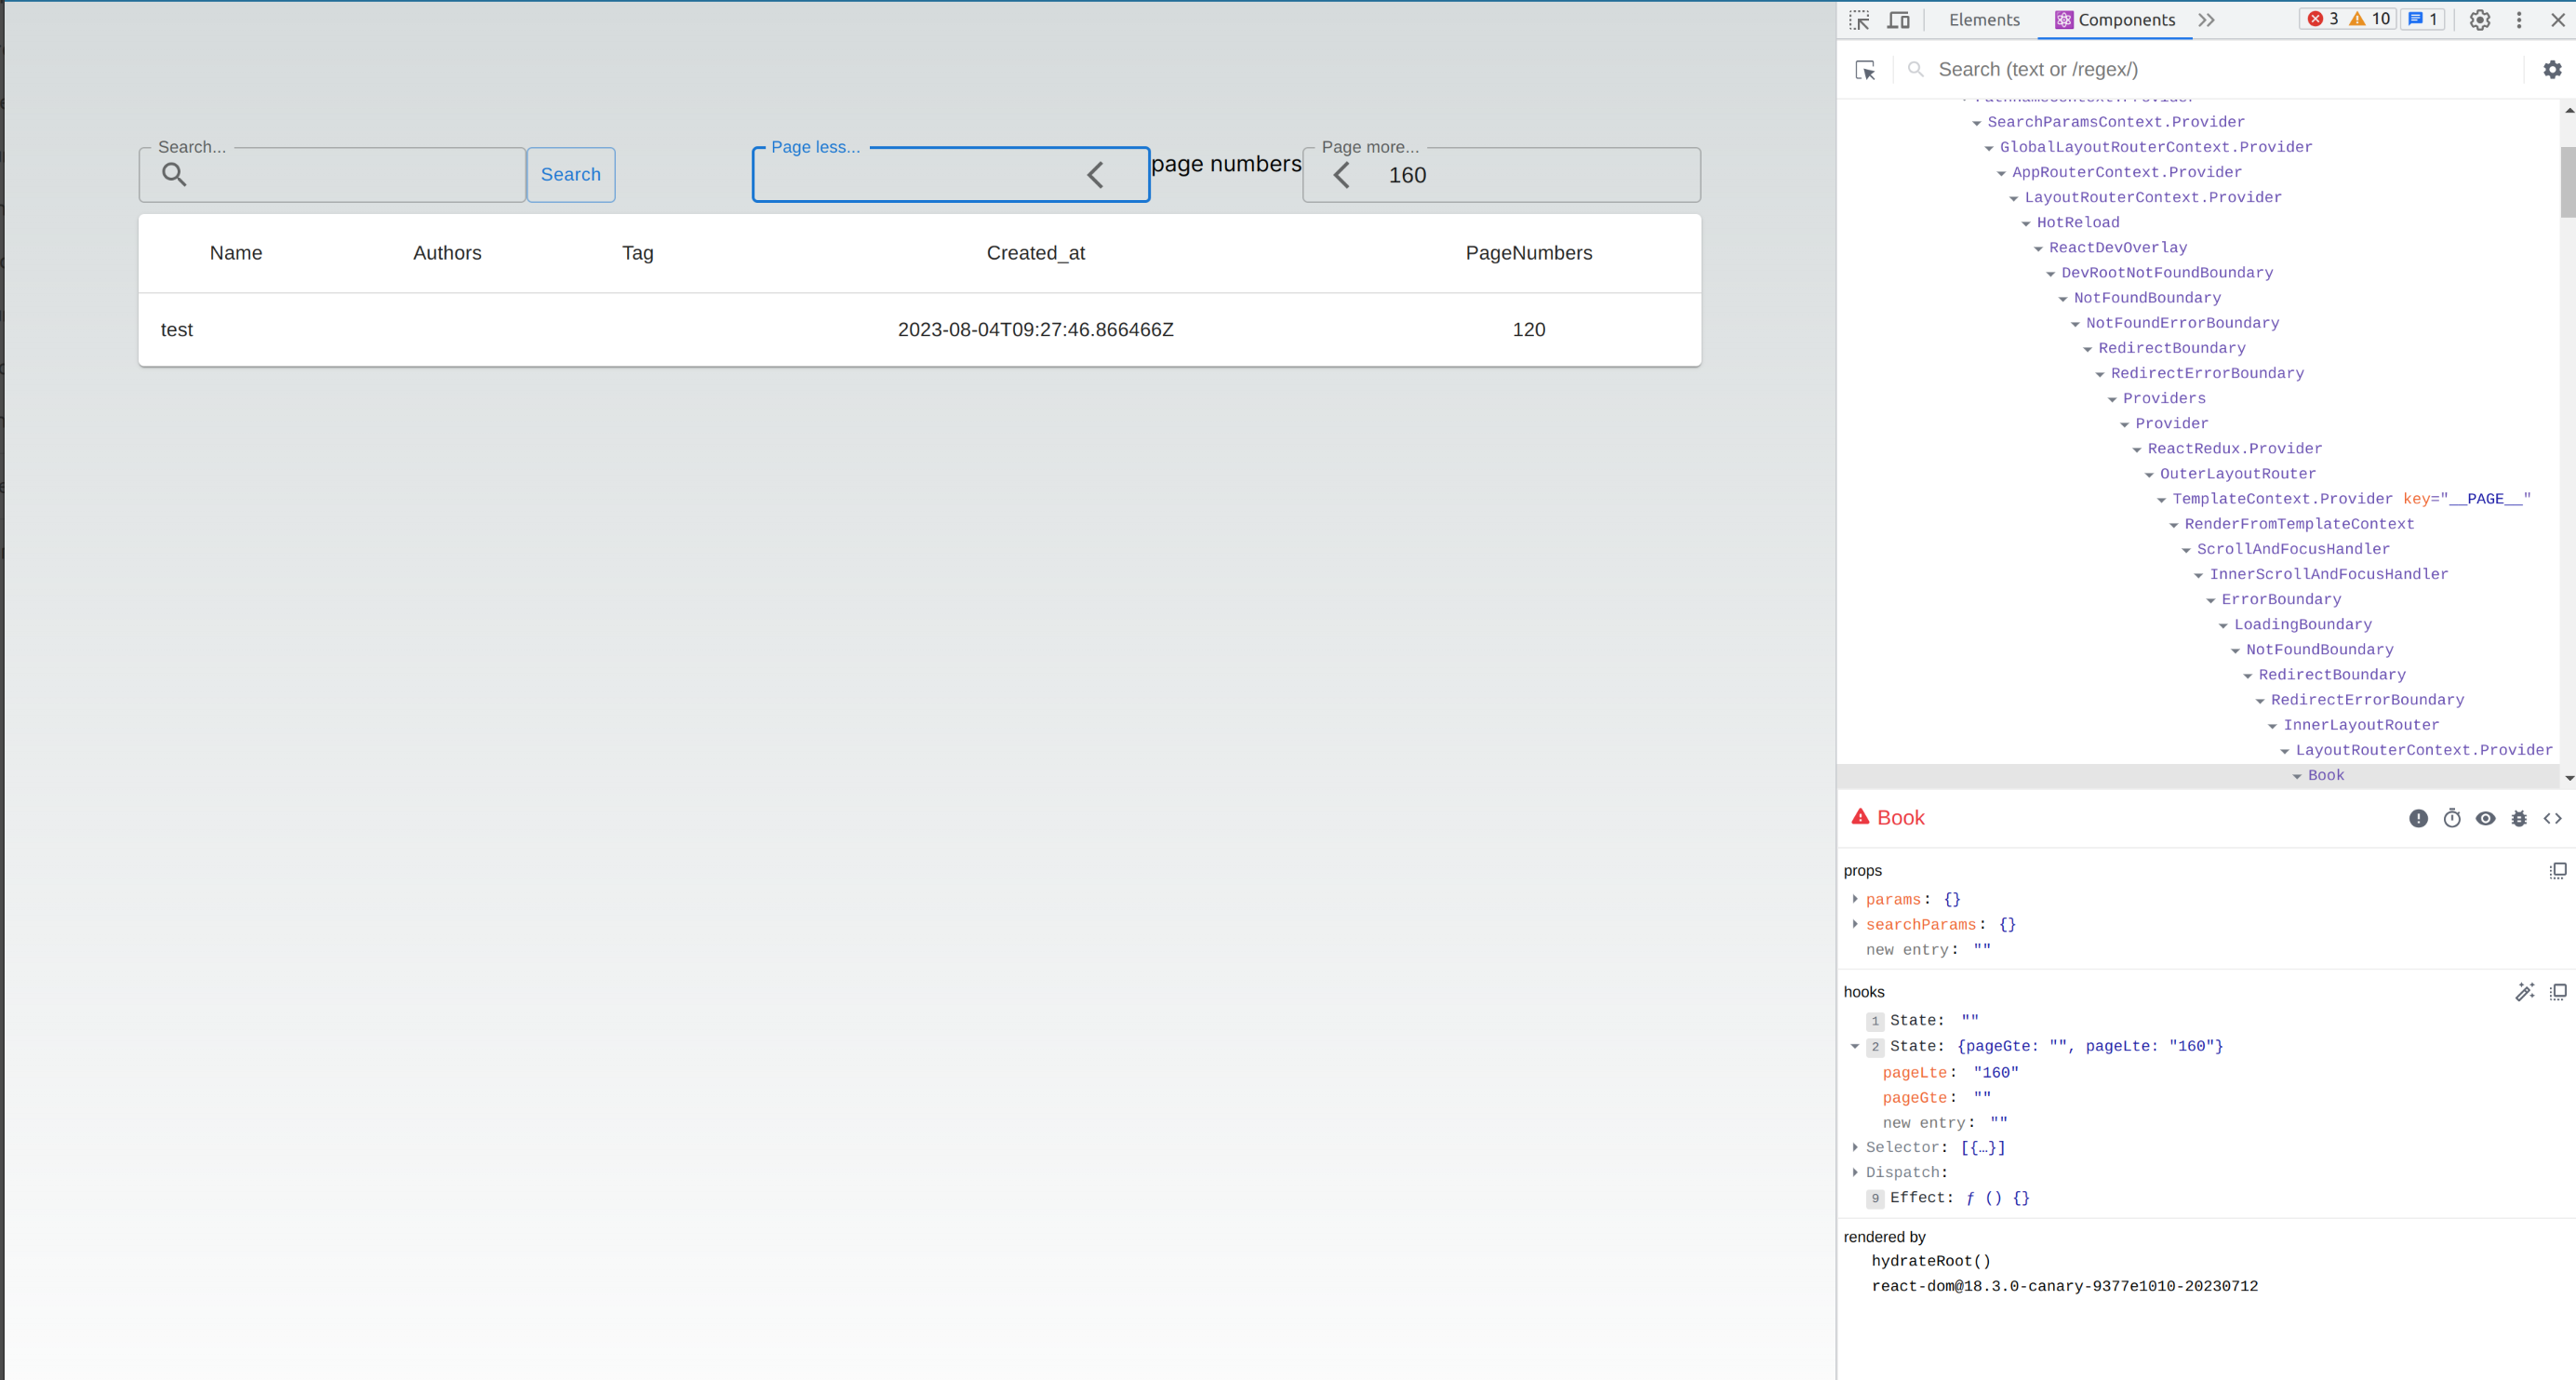 Search...
Search
Page less...
page numbers
Page more...
160
Name Authors Tag Created_at PageNumbers
test 2023-08-04T09:27:46.866466Z 120
Elements Components 3 10 1
Search (text or /regex/)
SearchParamsContext.Provider
GlobalLayoutRouterContext.Provider
AppRouterContext.Provider
LayoutRouterContext.Provider
HotReload
ReactDevOverlay
DevRootNotFoundBoundary
NotFoundBoundary
NotFoundErrorBoundary
RedirectBoundary
RedirectErrorBoundary
Providers
Provider
ReactRedux.Provider
OuterLayoutRouter
TemplateContext.Provider key="__PAGE__"
RenderFromTemplateContext
ScrollAndFocusHandler
InnerScrollAndFocusHandler
ErrorBoundary
LoadingBoundary
NotFoundBoundary
RedirectBoundary
RedirectErrorBoundary
InnerLayoutRouter
LayoutRouterContext.Provider
Book
Book
props
params: {}
searchParams: {}
new entry: ""
hooks
1 State: ""
2 State: {pageGte: "", pageLte: "160"}
pageLte: "160"
pageGte: ""
new entry: ""
Selector: [{…}]
Dispatch:
9 Effect: ƒ () {}
rendered by
hydrateRoot()
react-dom@18.3.0-canary-9377e1010-20230712